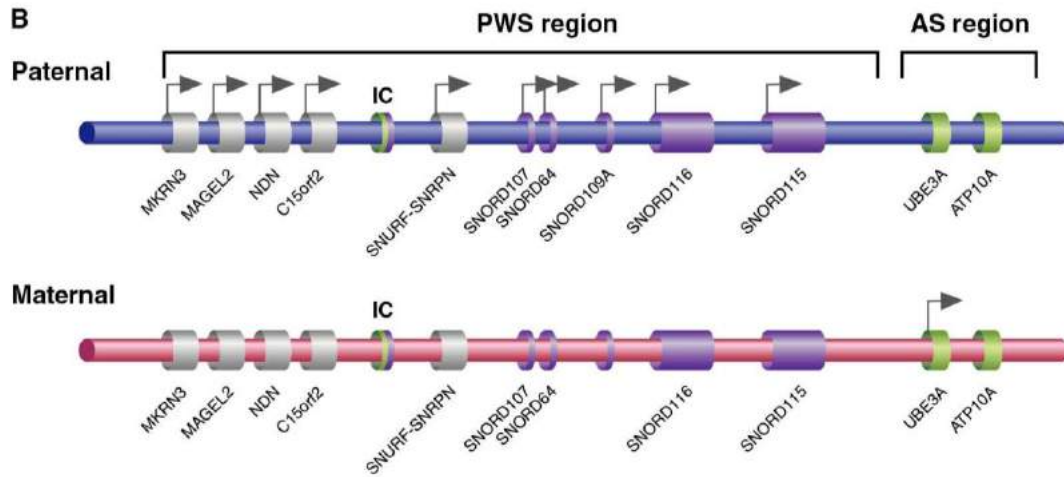 B
PWS region
AS region
Paternal
IC
MKRN3
MAGEL2
NDN
C15orf2
SNURF-SNRPN
SNORD107
SNORD64
SNORD109A
SNORD116
SNORD115
UBE3A
ATP10A
Maternal
IC
MKRN3
MAGEL2
NDN
C15orf2
SNURF-SNRPN
SNORD107
SNORD64
SNORD116
SNORD115
UBE3A
ATP10A